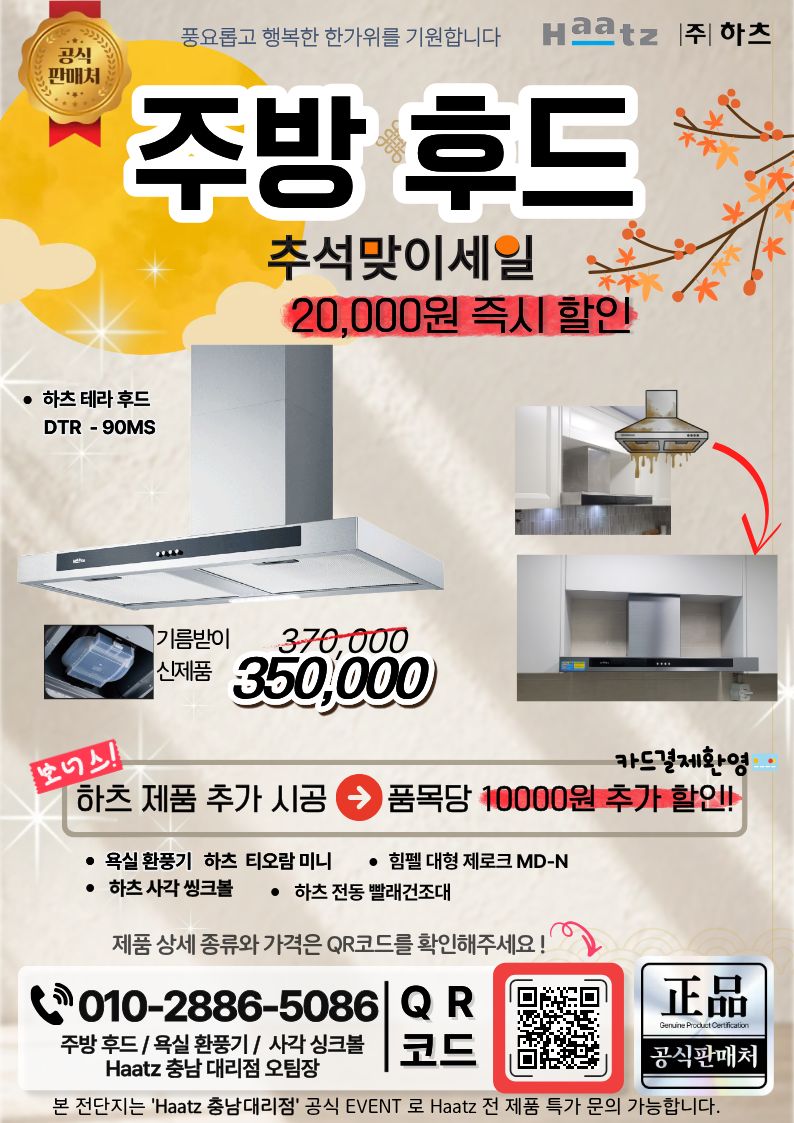 공식
판매처
풍요롭고 행복한 한가위를 기원합니다
Haatz |주| 하츠
주방 후드
추석맞이세일
20,000원 즉시 할인
• 하츠 테라 후드
DTR - 90MS
기름받이
신제품
370,000
350,000
카드결제환영
보너스!
하츠 제품 추가 시공 → 품목당 10000원 추가 할인!
• 욕실 환풍기 하츠 티오람 미니 • 힘펠 대형 제로크 MD-N
• 하츠 사각 씽크볼 • 하츠 전동 빨래건조대
제품 상세 종류와 가격은 QR코드를 확인해주세요 !
010-2886-5086
주방 후드 / 욕실 환풍기 / 사각 싱크볼
Haatz 충남 대리점 오팀장
Q R
코드
正品
Genuine Product Certification
공식판매처
본 전단지는 'Haatz 충남대리점' 공식 EVENT 로 Haatz 전 제품 특가 문의 가능합니다.